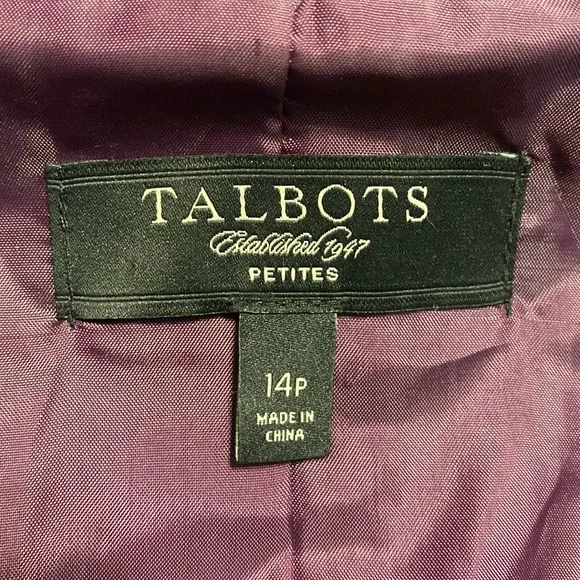 TALBOTS
Established 1947
PETITES
14P
MADE IN
CHINA